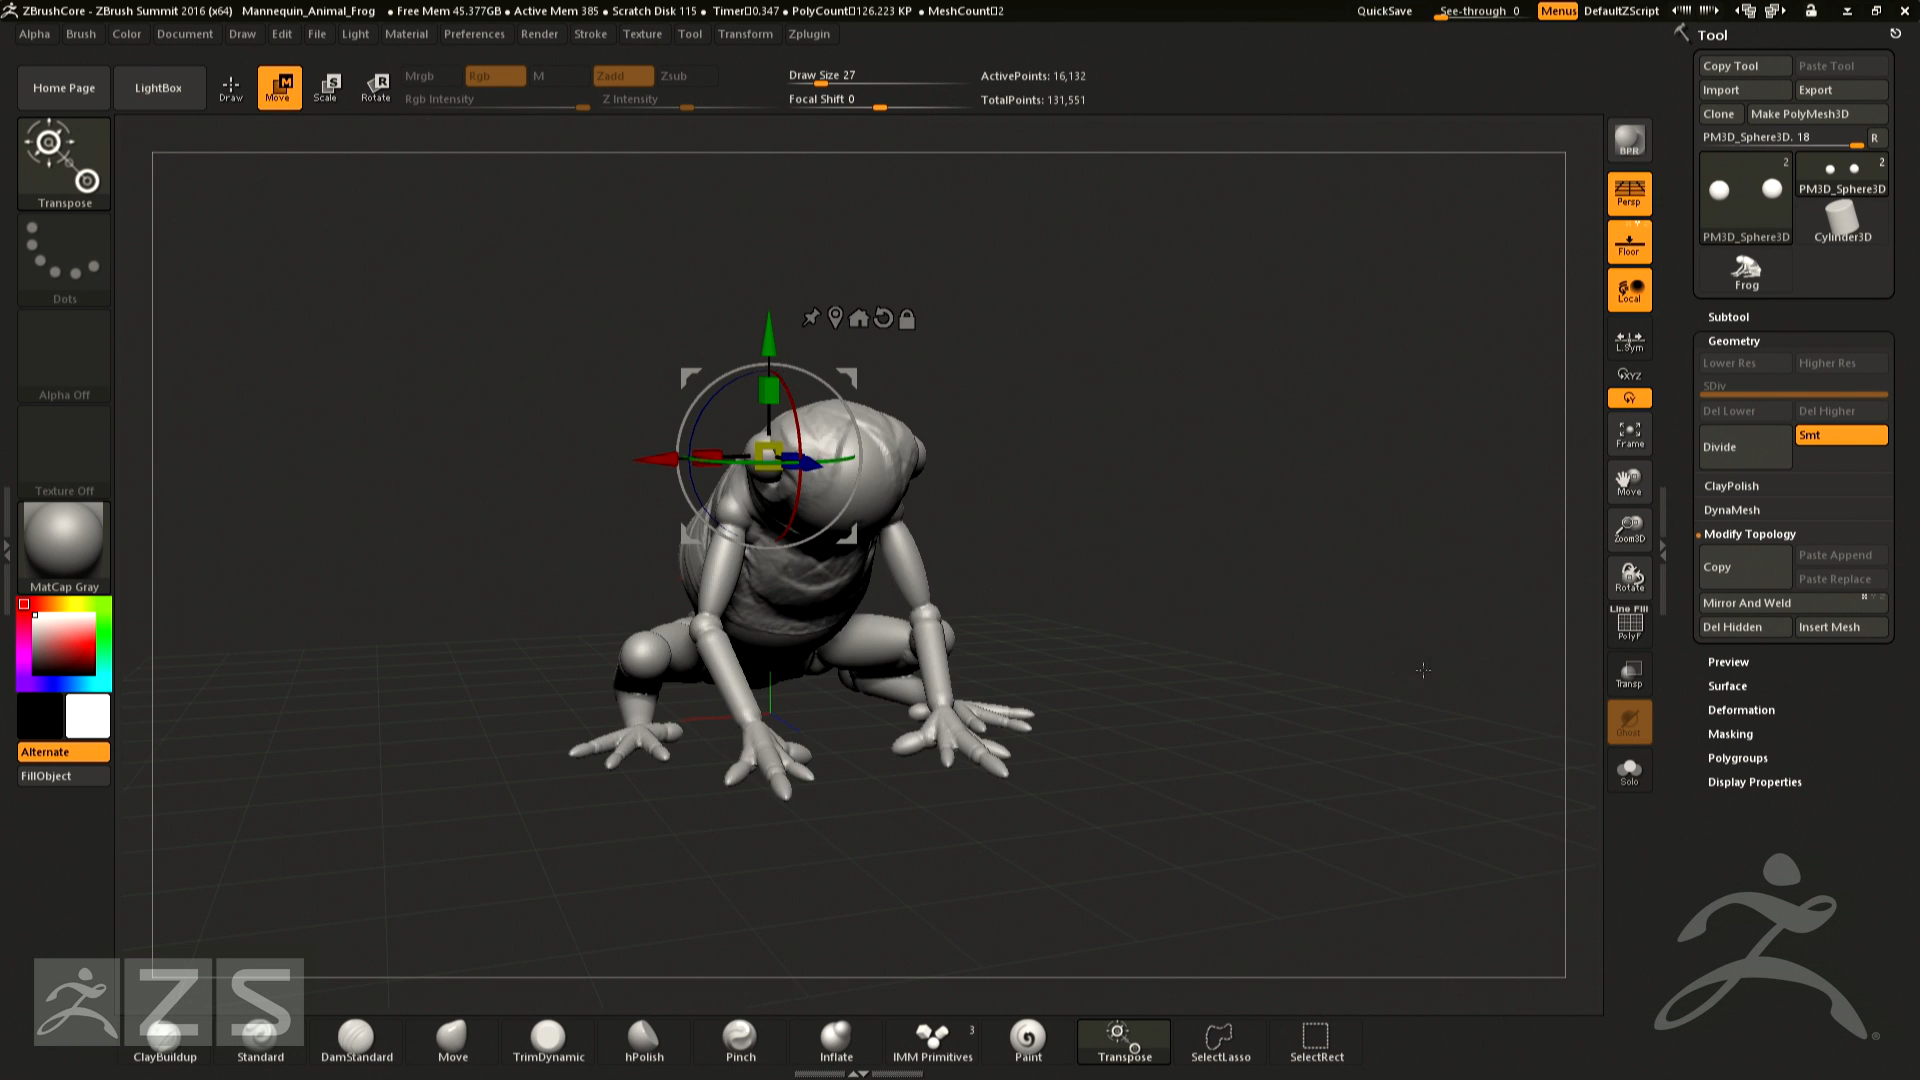 ZBrushCore - ZBrush Summit 2016 (x64) Mannequin_Animal_Frog ● Free Mem 45.377GB ● Active Mem 385 ● Scratch Disk 115 ● Timer▯0.347 ● PolyCount▯126.223 KP ● MeshCount▯2 QuickSave See-through 0 Menus DefaultZScript
Alpha Brush Color Document Draw Edit File Light Material Preferences Render Stroke Texture Tool Transform Zplugin
Home Page LightBox Draw Move Scale Rotate
Mrgb Rgb M Zadd Zsub
Rgb Intensity Z Intensity
Draw Size 27
Focal Shift 0
ActivePoints: 16,132
TotalPoints: 131,551
Transpose
Dots
Alpha Off
Texture Off
MatCap Gray
Alternate
FillObject
BPR
Persp
Floor
Local
L.Sym
XYZ
Y
Frame
Move
Zoom3D
Rotate
Line Fill
PolyF
Transp
Ghost
Solo
Tool
Copy Tool Paste Tool
Import Export
Clone Make PolyMesh3D
PM3D_Sphere3D. 18 R
2 2
PM3D_Sphere3D
PM3D_Sphere3D Cylinder3D
Frog
Subtool
Geometry
Lower Res Higher Res
SDiv
Del Lower Del Higher
Divide Smt
ClayPolish
DynaMesh
Modify Topology
Copy Paste Append
Paste Replace
Mirror And Weld
Del Hidden Insert Mesh
Preview
Surface
Deformation
Masking
Polygroups
Display Properties
ZS
ClayBuildup Standard DamStandard Move TrimDynamic hPolish Pinch Inflate IMM Primitives 3 Paint Transpose SelectLasso SelectRect